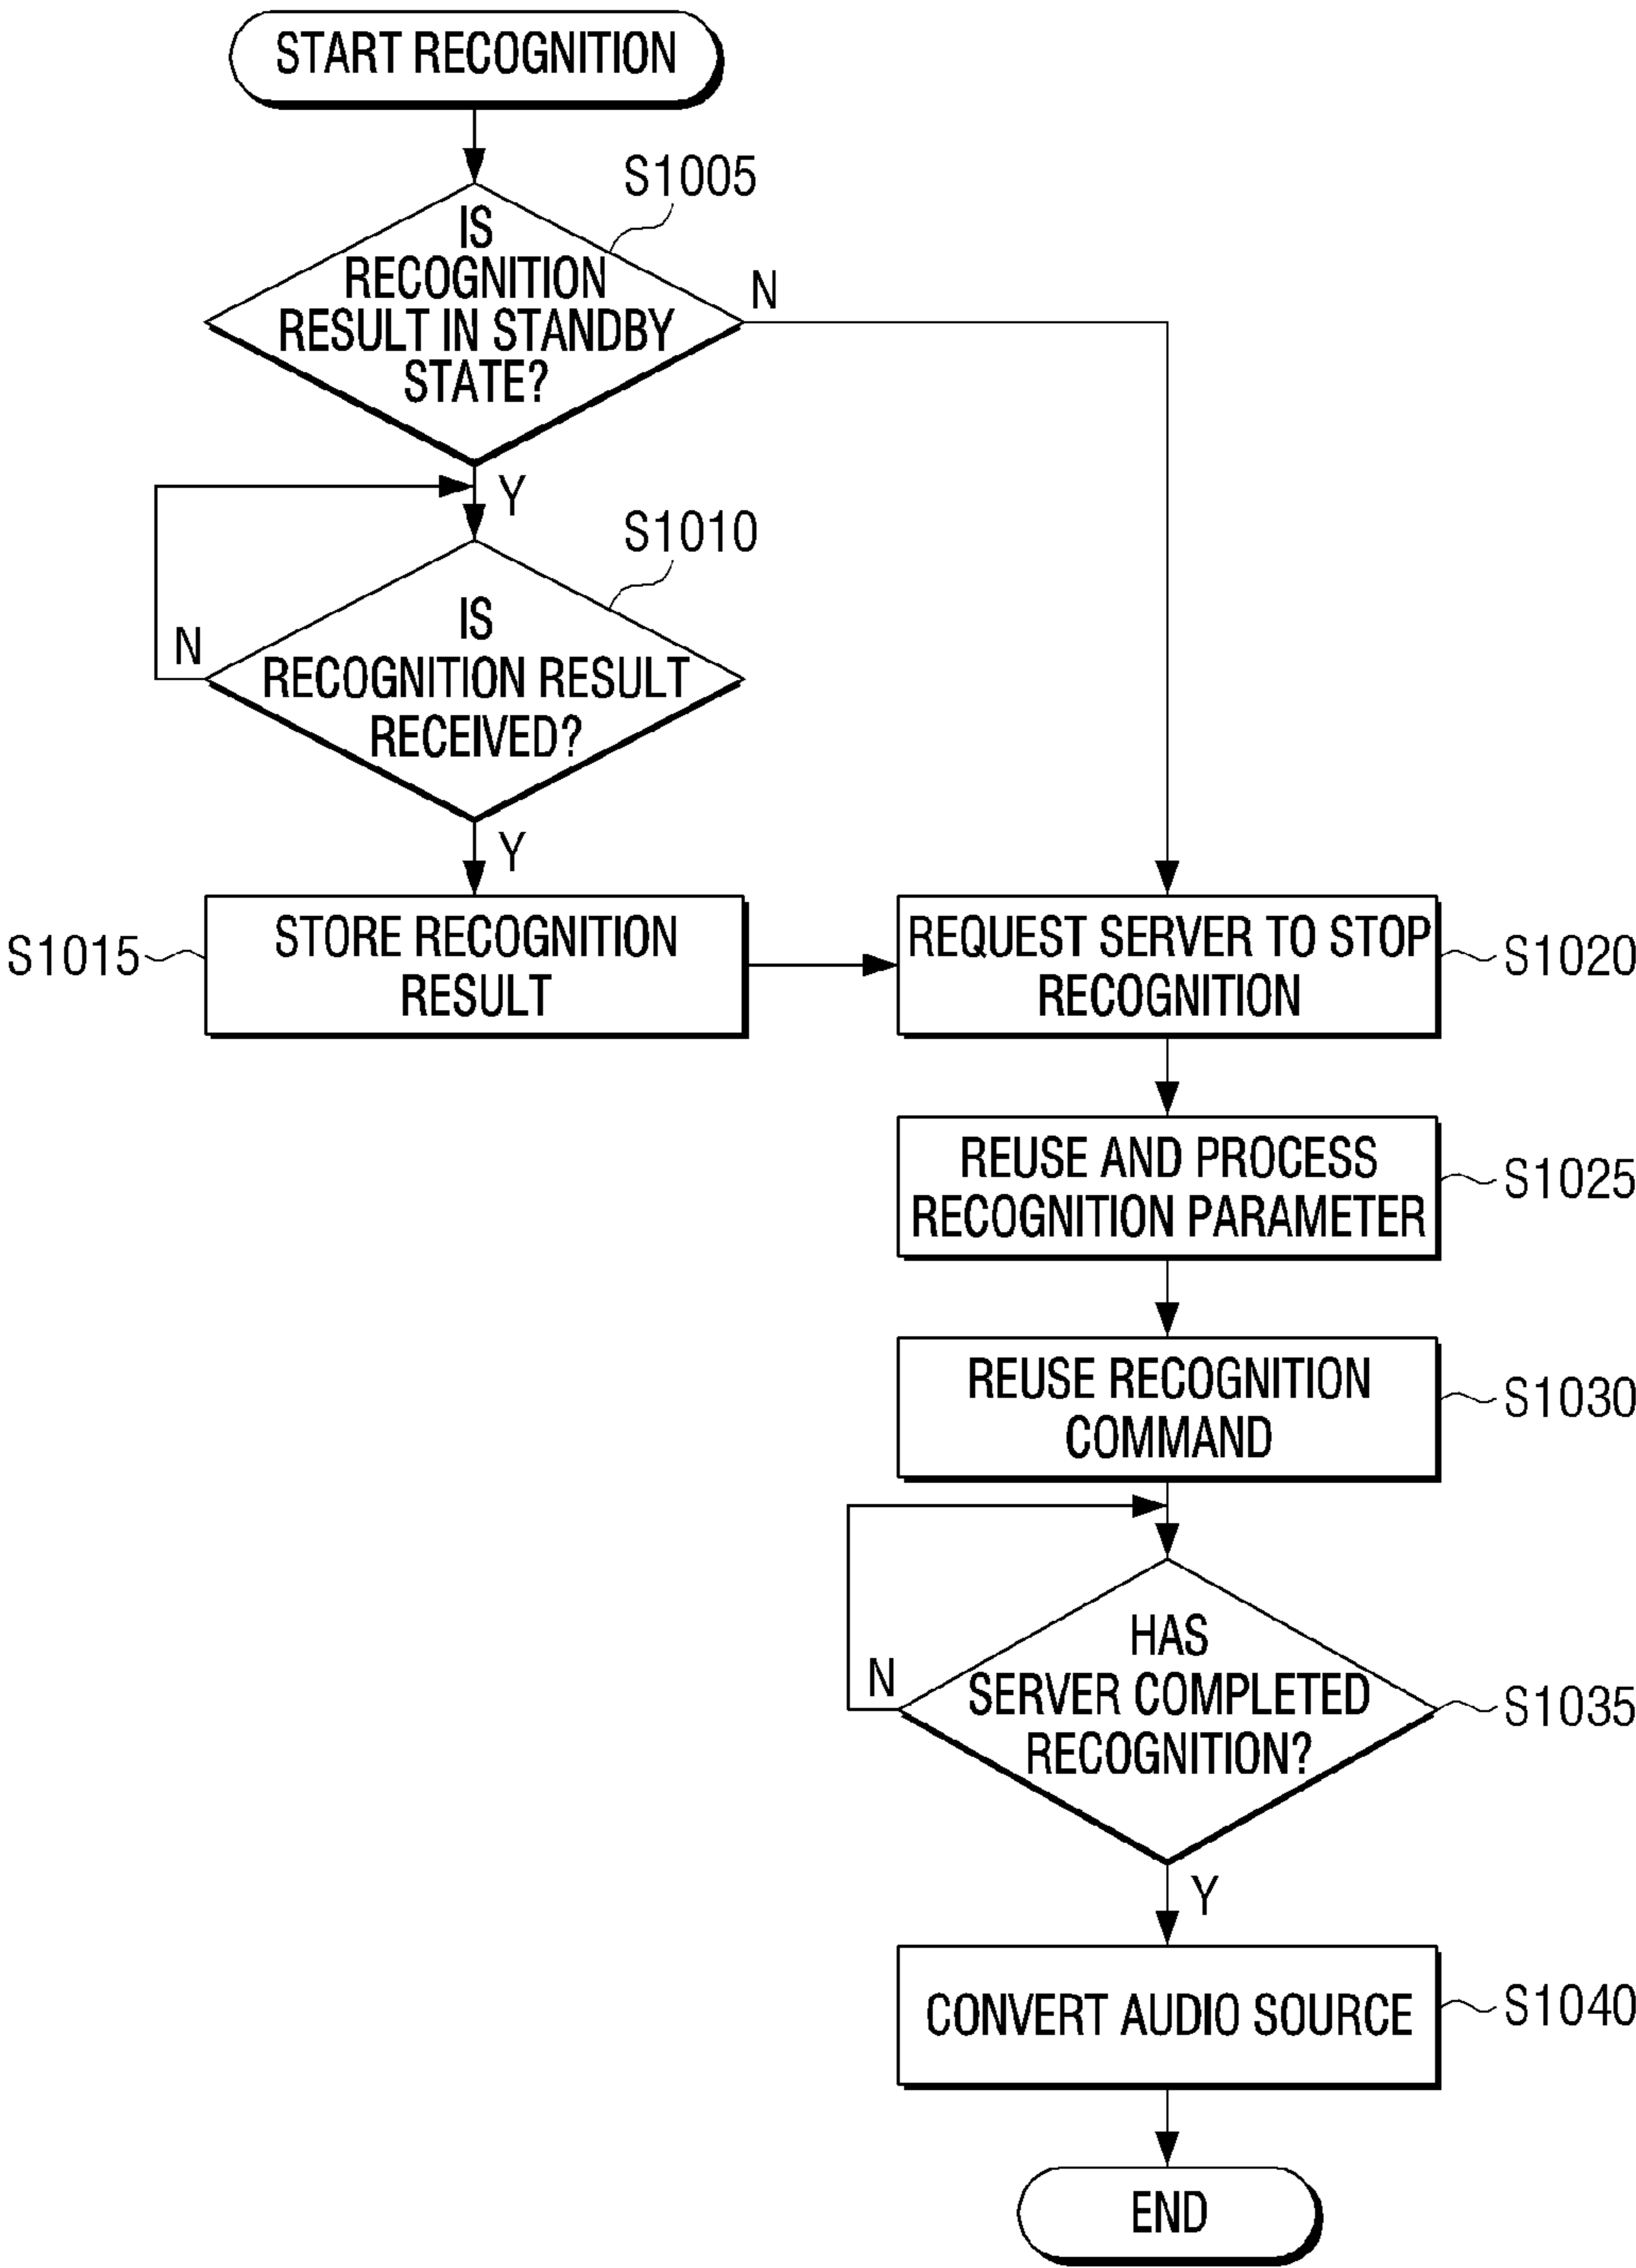 START RECOGNITION
S1005
IS
RECOGNITION
RESULT IN STANDBY
STATE?
N
Y
S1010
IS
RECOGNITION RESULT
RECEIVED?
N
Y
S1015
STORE RECOGNITION
RESULT
REQUEST SERVER TO STOP
RECOGNITION
S1020
REUSE AND PROCESS
RECOGNITION PARAMETER
S1025
REUSE RECOGNITION
COMMAND
S1030
HAS
SERVER COMPLETED
RECOGNITION?
N
S1035
Y
CONVERT AUDIO SOURCE
S1040
END